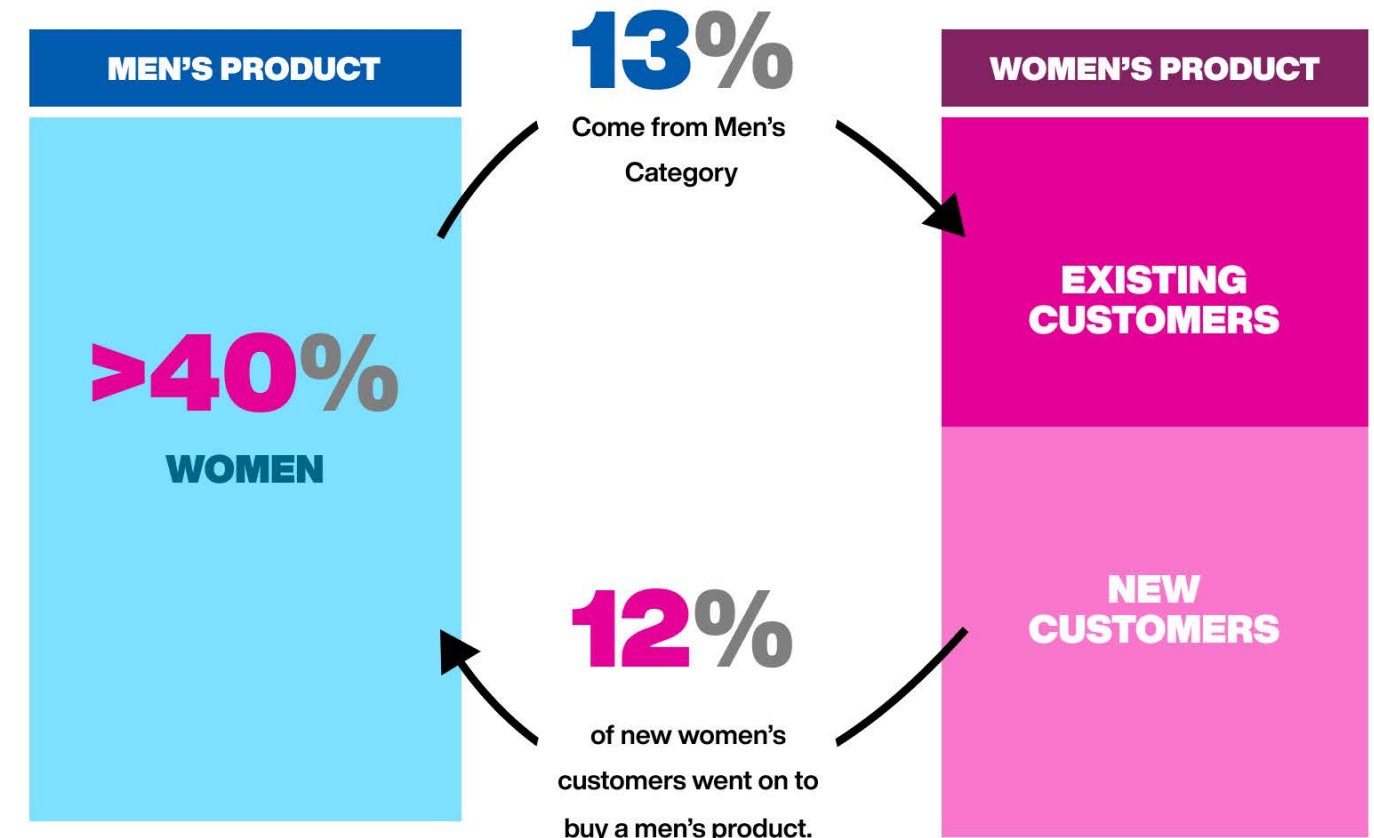 MEN'S PRODUCT
>40%
WOMEN
13%
Come from Men's
Category
12%
of new women's
customers went on to
buy a men's product.
WOMEN'S PRODUCT
EXISTING
CUSTOMERS
NEW
CUSTOMERS